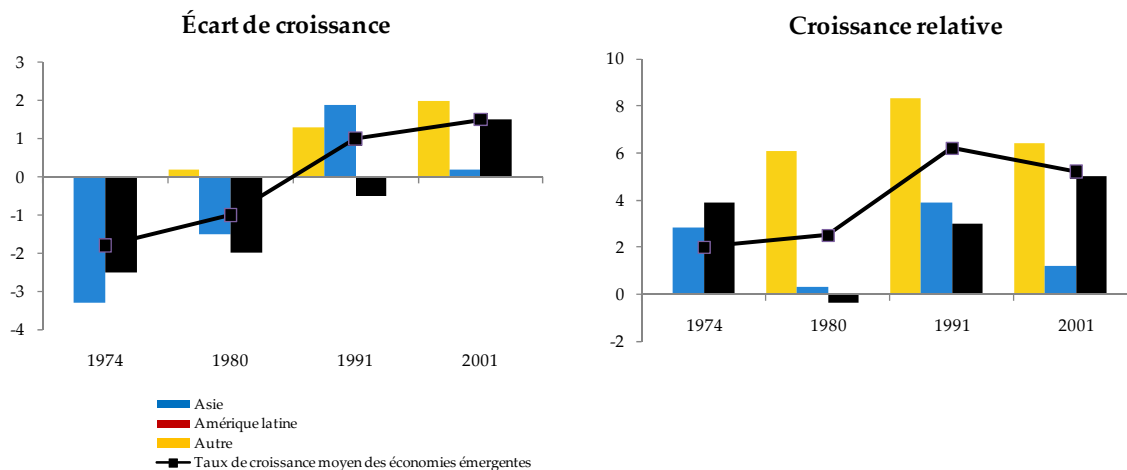 Écart de croissance
3
2
1
0
-1
-2
-3
-4
1974 1980 1991 2001
Croissance relative
10
8
6
4
2
0
-2
1974 1980 1991 2001
Asie
Amérique latine
Autre
Taux de croissance moyen des économies émergentes